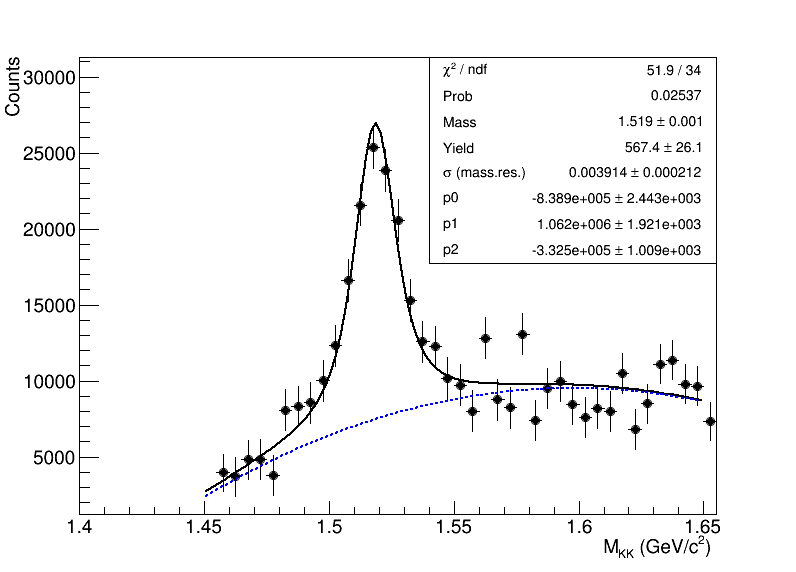 Counts
30000
25000
20000
15000
10000
5000
χ² / ndf 51.9 / 34
Prob 0.02537
Mass 1.519 ± 0.001
Yield 567.4 ± 26.1
σ (mass.res.) 0.003914 ± 0.000212
p0 -8.389e+005 ± 2.443e+003
p1 1.062e+006 ± 1.921e+003
p2 -3.325e+005 ± 1.009e+003
1.4 1.45 1.5 1.55 1.6 1.65
M_KK (GeV/c²)